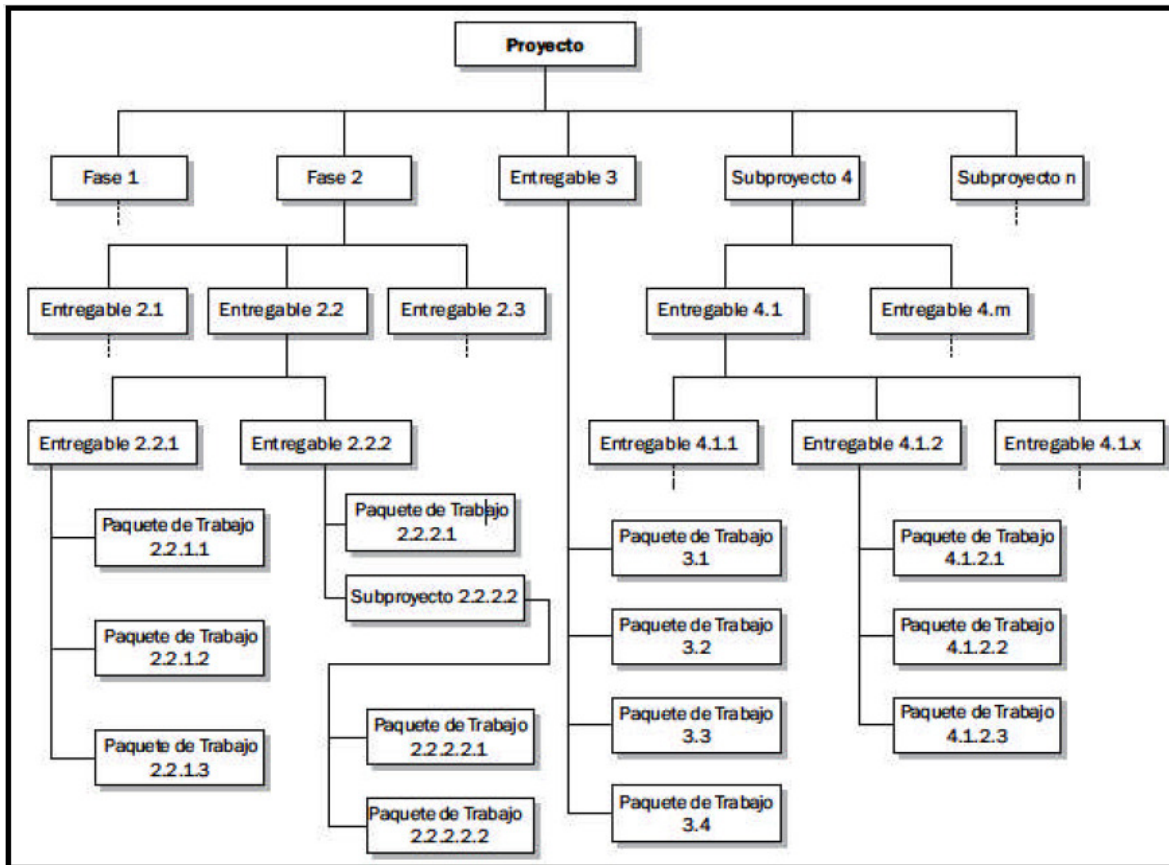 Proyecto
Fase 1
Fase 2
Entregable 3
Subproyecto 4
Subproyecto n
Entregable 2.1
Entregable 2.2
Entregable 2.3
Entregable 4.1
Entregable 4.m
Entregable 2.2.1
Entregable 2.2.2
Entregable 4.1.1
Entregable 4.1.2
Entregable 4.1.x
Paquete de Trabajo
2.2.1.1
Paquete de Trabajo
2.2.1.2
Paquete de Trabajo
2.2.1.3
Paquete de Trabajo
2.2.2.1
Subproyecto 2.2.2.2
Paquete de Trabajo
2.2.2.2.1
Paquete de Trabajo
2.2.2.2.2
Paquete de Trabajo
3.1
Paquete de Trabajo
3.2
Paquete de Trabajo
3.3
Paquete de Trabajo
3.4
Paquete de Trabajo
4.1.2.1
Paquete de Trabajo
4.1.2.2
Paquete de Trabajo
4.1.2.3